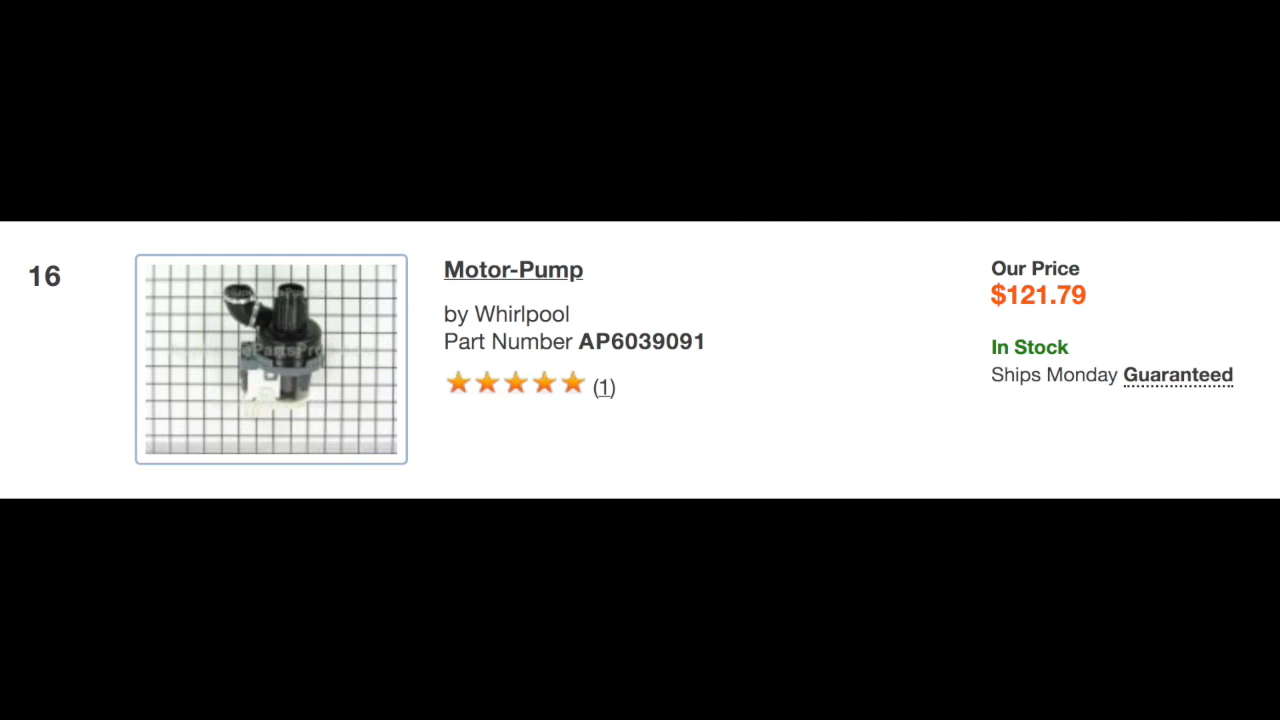 16
Motor-Pump
by Whirlpool
Part Number AP6039091
(1)
Our Price
$121.79
In Stock
Ships Monday Guaranteed